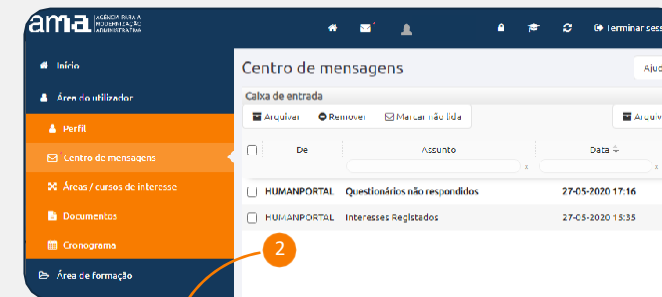 ama AGÊNCIA PARA A
MODERNIZAÇÃO
ADMINISTRATIVA
Terminar sess
Início
Área do utilizador
Perfil
Centro de mensagens
Áreas / cursos de interesse
Documentos
Cronograma
Área de formação
Centro de mensagens
Ajuc
Caixa de entrada
Arquivar Remover Marcar não lida
Arquiv
De Assunto Data
x x
HUMANPORTAL Questionários não respondidos 27-05-2020 17:16
HUMANPORTAL Interesses Registados 27-05-2020 15:35
2